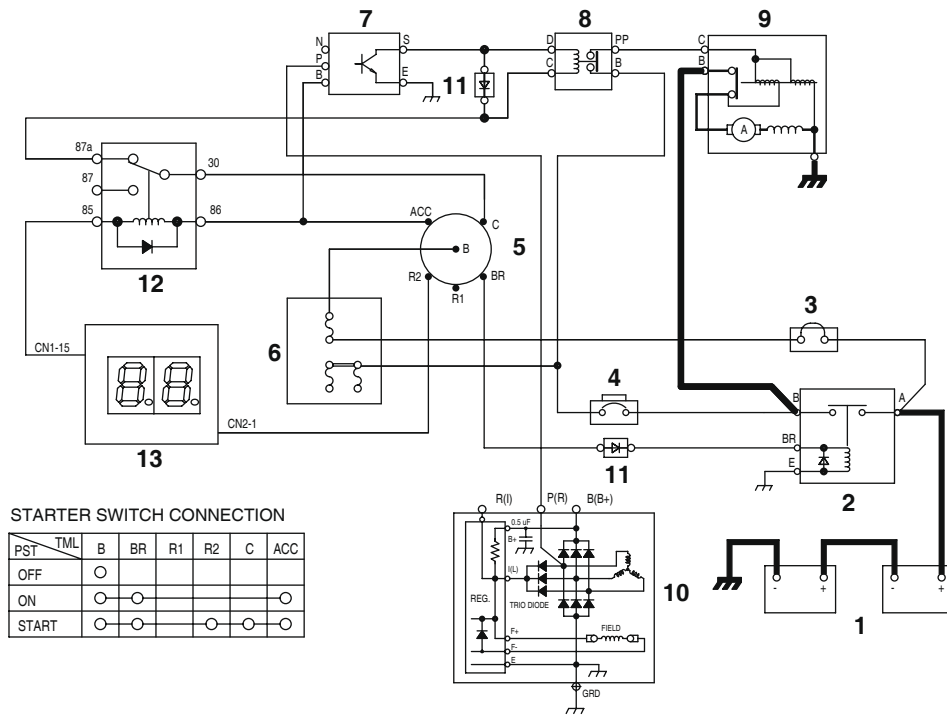 7
8
9
N
P
B
S
E
11
D
C
PP
B
C
B
A
87a
87
85
30
86
12
ACC
C
B
R2
BR
R1
5
6
3
4
11
B
A
BR
E
2
CN1-15
CN2-1
13
R(I)
P(R)
B(B+)
0.5 uF
B+
I(L)
REG.
TRIO DIODE
F+
FIELD
F-
E
GRD
10
- + - +
1
STARTER SWITCH CONNECTION
PST TML B BR R1 R2 C ACC
OFF
ON
START